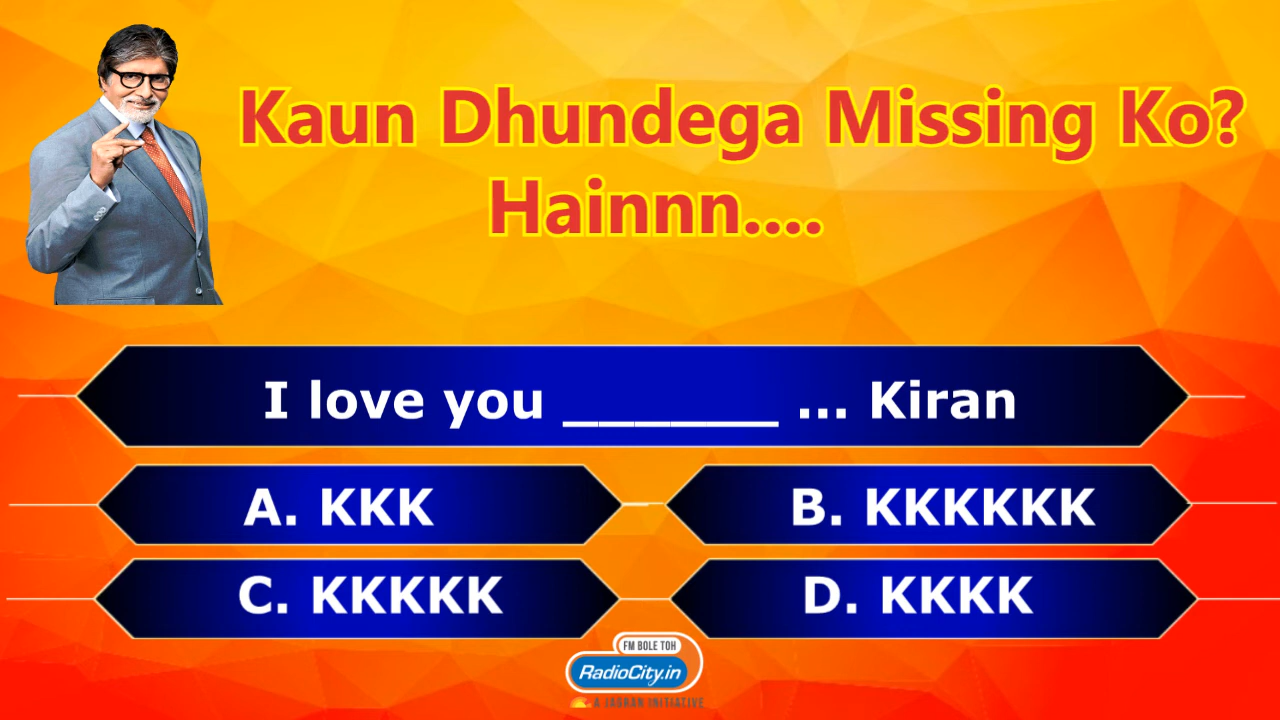 Kaun Dhundega Missing Ko?
Hainnn....
I love you ______ ... Kiran
A. KKK
B. KKKKKK
C. KKKKK
D. KKKK
FM BOLE TOH
RadioCity.in
A JAGRAN INITIATIVE